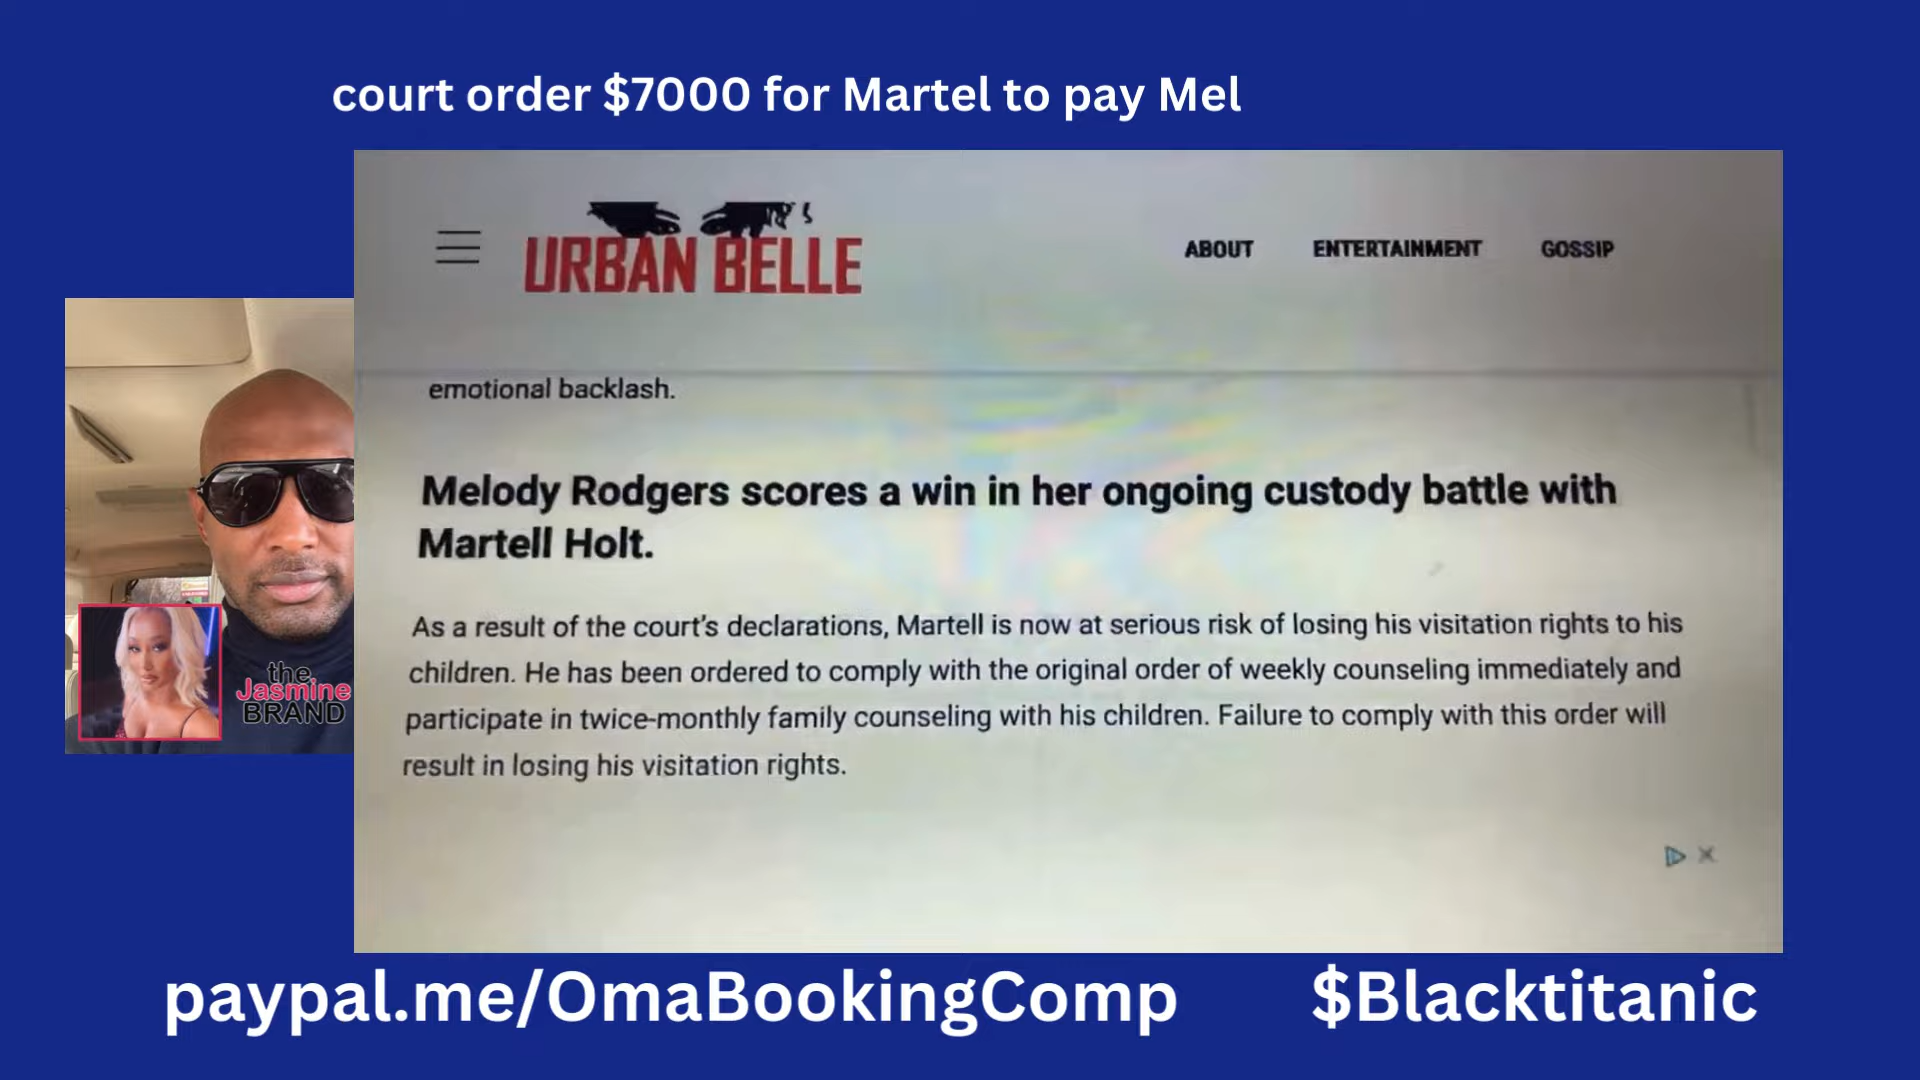 court order $7000 for Martel to pay Mel
URBAN BELLE
ABOUT ENTERTAINMENT GOSSIP
emotional backlash.
Melody Rodgers scores a win in her ongoing custody battle with
Martell Holt.
As a result of the court's declarations, Martell is now at serious risk of losing his visitation rights to his
children. He has been ordered to comply with the original order of weekly counseling immediately and
participate in twice-monthly family counseling with his children. Failure to comply with this order will
result in losing his visitation rights.
the
Jasmine
BRAND
paypal.me/OmaBookingComp $Blacktitanic